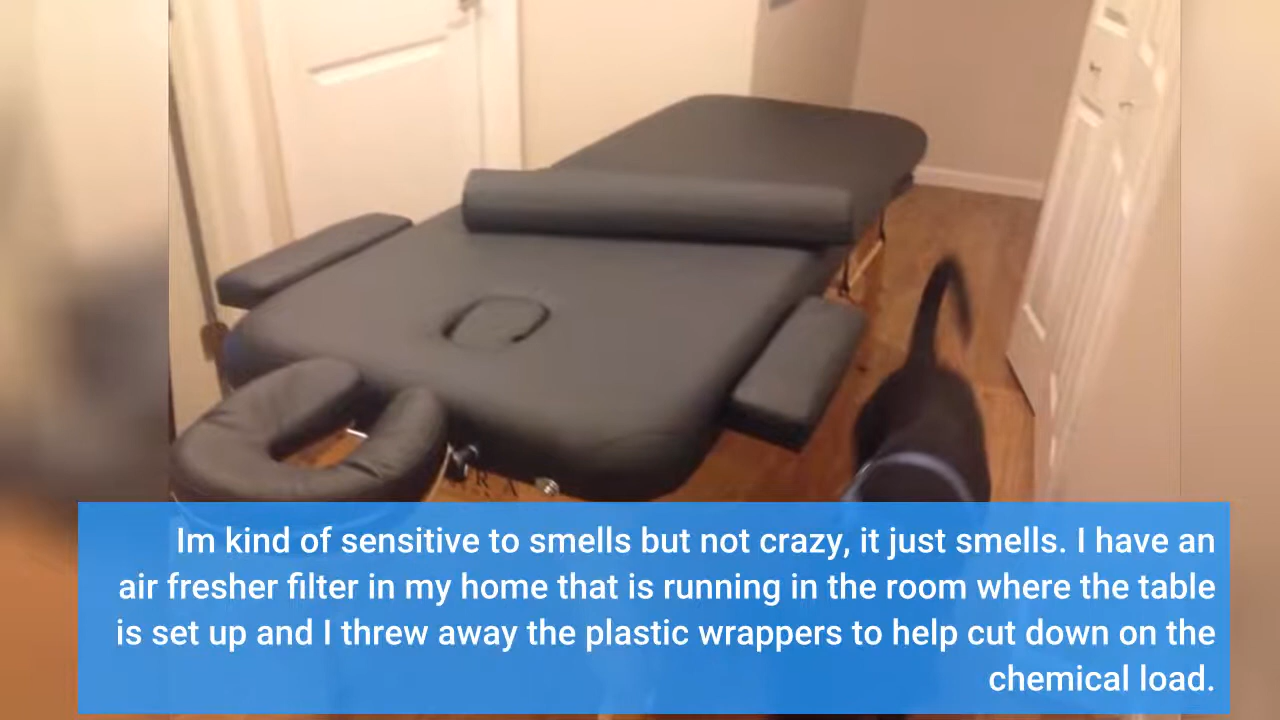 Im kind of sensitive to smells but not crazy, it just smells. I have an
air fresher filter in my home that is running in the room where the table
is set up and I threw away the plastic wrappers to help cut down on the
chemical load.